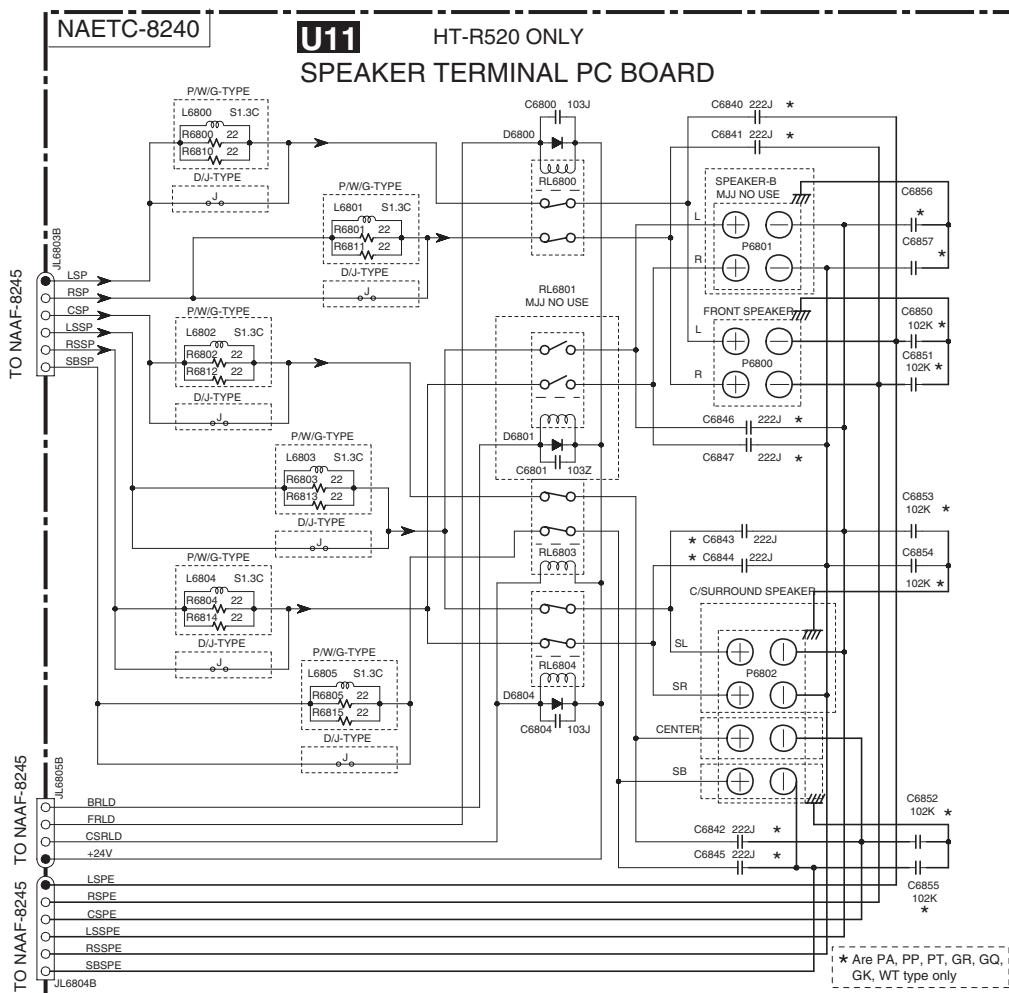 NAETC-8240
U11
HT-R520 ONLY
SPEAKER TERMINAL PC BOARD
P/W/G-TYPE
L6800 S1.3C
R6800 22
R6810 22
D/J-TYPE
J
P/W/G-TYPE
L6801 S1.3C
R6801 22
R6811 22
D/J-TYPE
J
C6800 103J
D6800
RL6800
C6840 222J *
C6841 222J *
SPEAKER-B
MJJ NO USE
L
P6801
R
C6856
*
C6857
*
JL6803B
TO NAAF-8245
LSP
RSP
CSP
LSSP
RSSP
SBSP
P/W/G-TYPE
L6802 S1.3C
R6802 22
R6812 22
D/J-TYPE
J
RL6801
MJJ NO USE
FRONT SPEAKER
L
P6800
R
C6850
102K *
C6851
102K *
D6801
C6801 103Z
C6846 222J *
C6847 222J *
P/W/G-TYPE
L6803 S1.3C
R6803 22
R6813 22
D/J-TYPE
J
RL6803
* C6843 222J
* C6844 222J
C6853
102K *
C6854
102K *
P/W/G-TYPE
L6804 S1.3C
R6804 22
R6814 22
D/J-TYPE
J
RL6804
D6804
C6804 103J
C/SURROUND SPEAKER
SL
P6802
SR
CENTER
SB
P/W/G-TYPE
L6805 S1.3C
R6805 22
R6815 22
D/J-TYPE
J
JL6805B
TO NAAF-8245
BRLD
FRLD
CSRLD
+24V
C6842 222J *
C6845 222J *
C6852
102K *
C6855
102K
*
TO NAAF-8245
LSPE
RSPE
CSPE
LSSPE
RSSPE
SBSPE
JL6804B
* Are PA, PP, PT, GR, GQ,
GK, WT type only